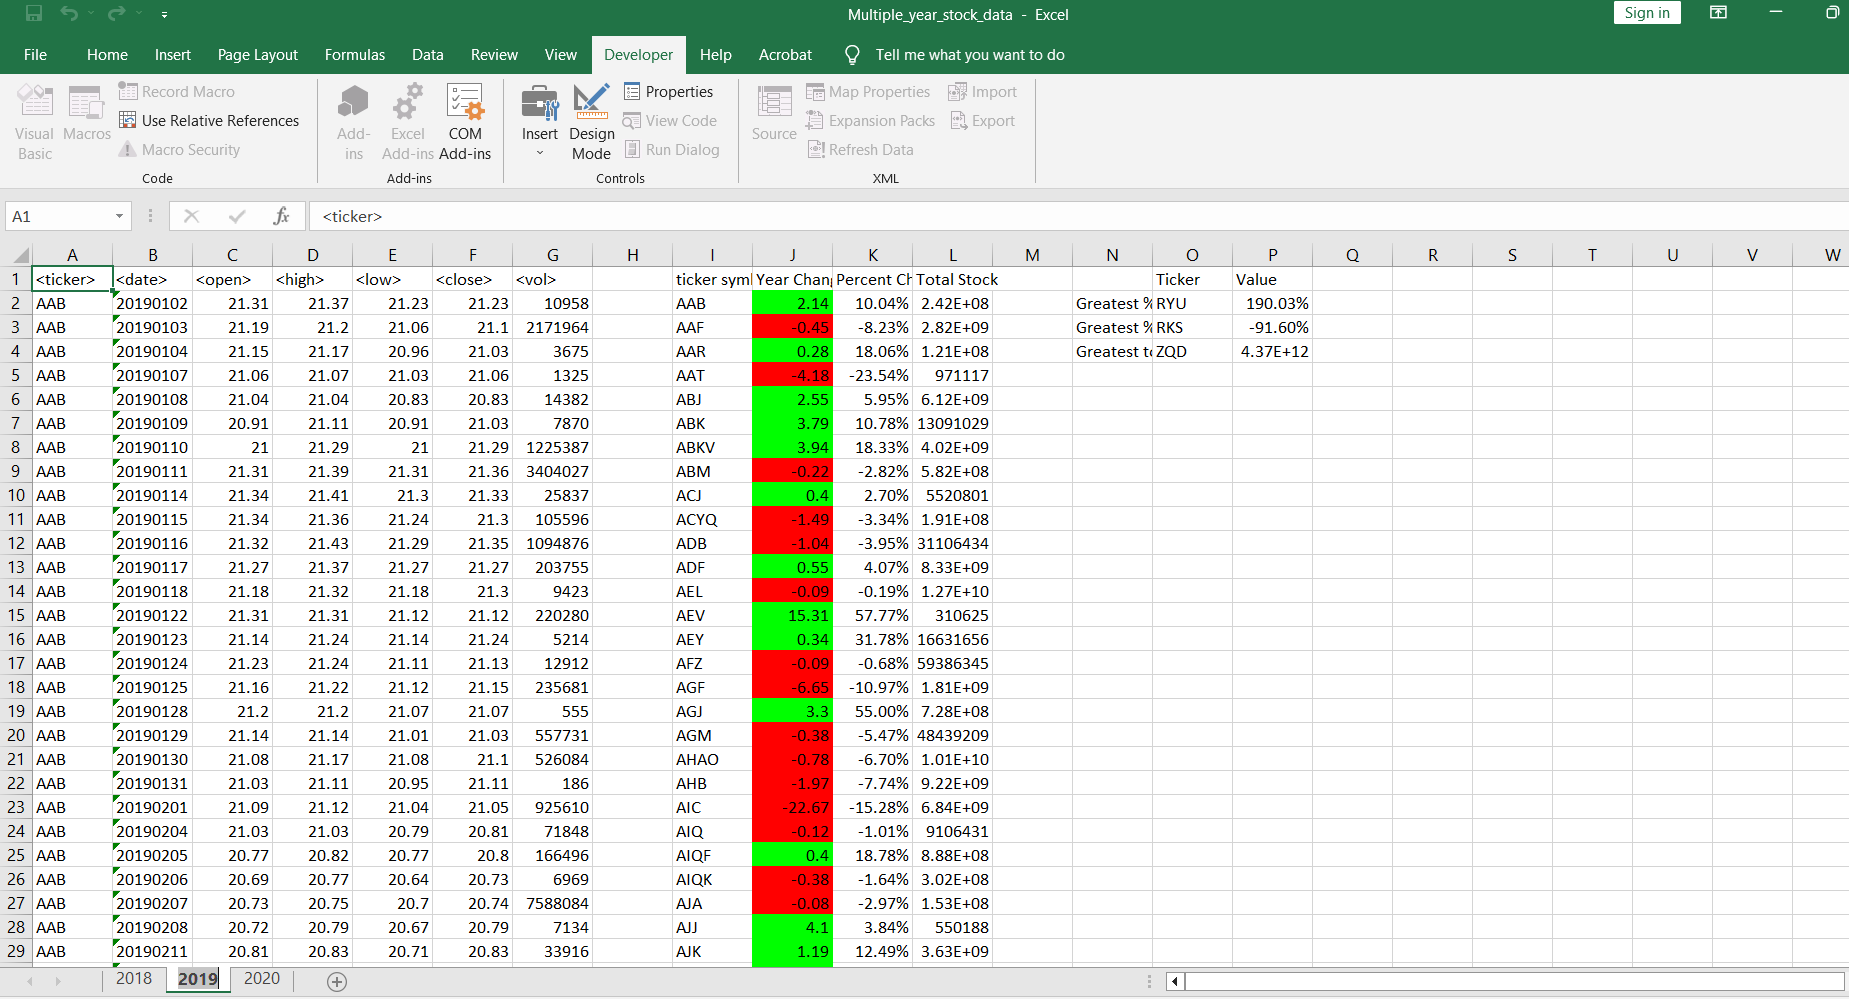 Multiple_year_stock_data - Excel
Sign in
File Home Insert Page Layout Formulas Data Review View Developer Help Acrobat Tell me what you want to do
Visual Basic
Macros
Record Macro
Use Relative References
Macro Security
Code
Add-ins
Excel Add-ins
COM Add-ins
Add-ins
Insert
Design Mode
Properties
View Code
Run Dialog
Controls
Source
Map Properties
Expansion Packs
Refresh Data
Import
Export
XML
A1 fx <ticker>
A B C D E F G H I J K L M N O P Q R S T U V W
1 <ticker> <date> <open> <high> <low> <close> <vol> ticker syml Year Chang Percent Ch Total Stock Ticker Value
2 AAB 20190102 21.31 21.37 21.23 21.23 10958 AAB 2.14 10.04% 2.42E+08 Greatest % RYU 190.03%
3 AAB 20190103 21.19 21.2 21.06 21.1 2171964 AAF -0.45 -8.23% 2.82E+09 Greatest % RKS -91.60%
4 AAB 20190104 21.15 21.17 20.96 21.03 3675 AAR 0.28 18.06% 1.21E+08 Greatest to ZQD 4.37E+12
5 AAB 20190107 21.06 21.07 21.03 21.06 1325 AAT -4.18 -23.54% 971117
6 AAB 20190108 21.04 21.04 20.83 20.83 14382 ABJ 2.55 5.95% 6.12E+09
7 AAB 20190109 20.91 21.11 20.91 21.03 7870 ABK 3.79 10.78% 13091029
8 AAB 20190110 21 21.29 21 21.29 1225387 ABKV 3.94 18.33% 4.02E+09
9 AAB 20190111 21.31 21.39 21.31 21.36 3404027 ABM -0.22 -2.82% 5.82E+08
10 AAB 20190114 21.34 21.41 21.3 21.33 25837 ACJ 0.4 2.70% 5520801
11 AAB 20190115 21.34 21.36 21.24 21.3 105596 ACYQ -1.49 -3.34% 1.91E+08
12 AAB 20190116 21.32 21.43 21.29 21.35 1094876 ADB -1.04 -3.95% 31106434
13 AAB 20190117 21.27 21.37 21.27 21.27 203755 ADF 0.55 4.07% 8.33E+09
14 AAB 20190118 21.18 21.32 21.18 21.3 9423 AEL -0.09 -0.19% 1.27E+10
15 AAB 20190122 21.31 21.31 21.12 21.12 220280 AEV 15.31 57.77% 310625
16 AAB 20190123 21.14 21.24 21.14 21.24 5214 AEY 0.34 31.78% 16631656
17 AAB 20190124 21.23 21.24 21.11 21.13 12912 AFZ -0.09 -0.68% 59386345
18 AAB 20190125 21.16 21.22 21.12 21.15 235681 AGF -6.65 -10.97% 1.81E+09
19 AAB 20190128 21.2 21.2 21.07 21.07 555 AGJ 3.3 55.00% 7.28E+08
20 AAB 20190129 21.14 21.14 21.01 21.03 557731 AGM -0.38 -5.47% 48439209
21 AAB 20190130 21.08 21.17 21.08 21.1 526084 AHAO -0.78 -6.70% 1.01E+10
22 AAB 20190131 21.03 21.11 20.95 21.11 186 AHB -1.97 -7.74% 9.22E+09
23 AAB 20190201 21.09 21.12 21.04 21.05 925610 AIC -22.67 -15.28% 6.84E+09
24 AAB 20190204 21.03 21.03 20.79 20.81 71848 AIQ -0.12 -1.01% 9106431
25 AAB 20190205 20.77 20.82 20.77 20.8 166496 AIQF 0.4 18.78% 8.88E+08
26 AAB 20190206 20.69 20.77 20.64 20.73 6969 AIQK -0.38 -1.64% 3.02E+08
27 AAB 20190207 20.73 20.75 20.7 20.74 7588084 AJA -0.08 -2.97% 1.53E+08
28 AAB 20190208 20.72 20.79 20.67 20.79 7134 AJJ 4.1 3.84% 550188
29 AAB 20190211 20.81 20.83 20.71 20.83 33916 AJK 1.19 12.49% 3.63E+09
2018 2019 2020